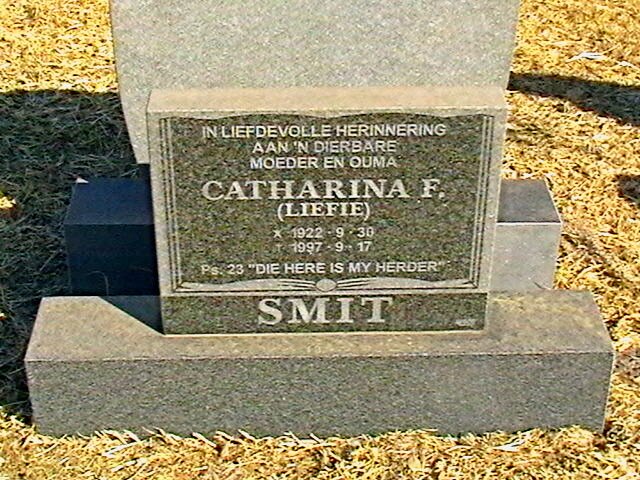 IN LIEFDEVOLLE HERINNERING
AAN 'N DIERBARE
MOEDER EN OUMA
CATHARINA F.
(LIEFIE)
* 1922 - 9 - 30
† 1997 - 9 - 17
Ps. 23 "DIE HERE IS MY HERDER"
SMIT